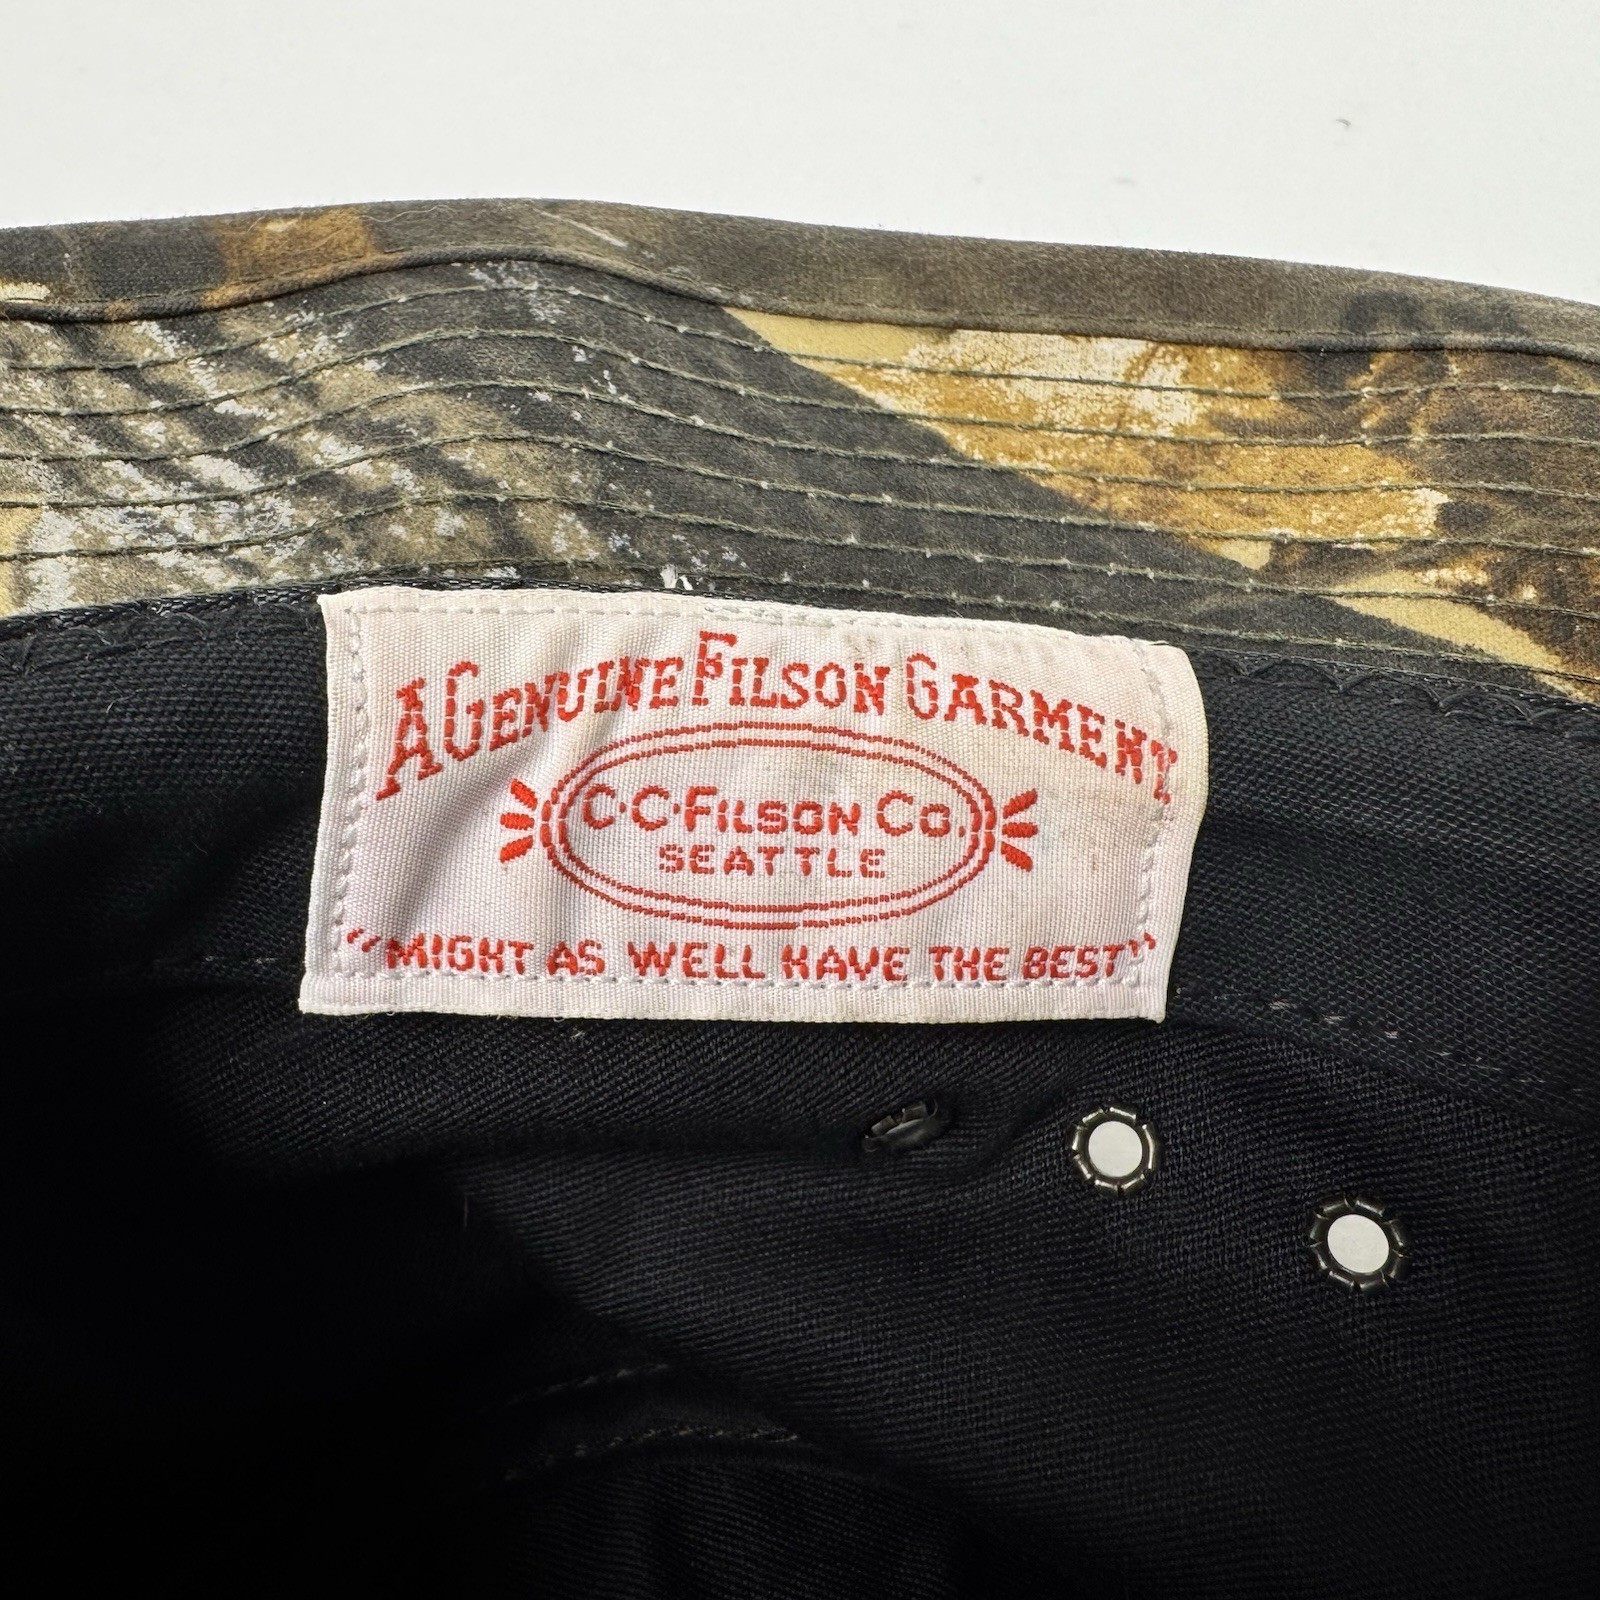 A GENUINE FILSON GARMENT
C·C·FILSON CO.
SEATTLE
"MIGHT AS WELL HAVE THE BEST"